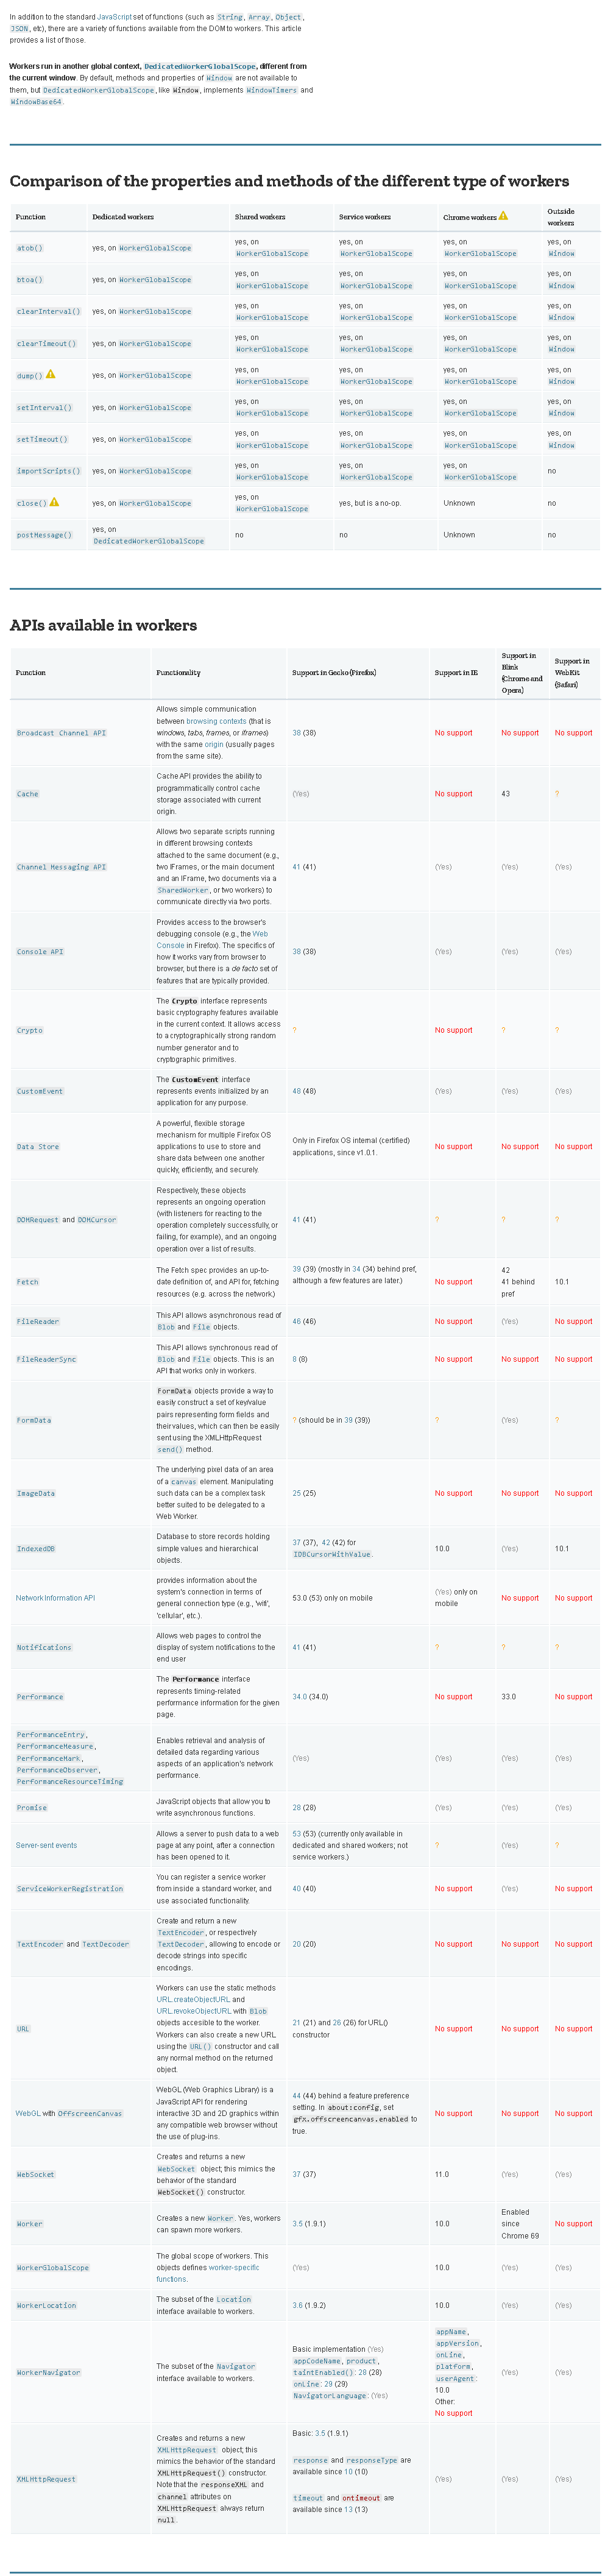 In addition to the standard JavaScript set of functions (such as String, Array, Object,
JSON, etc), there are a variety of functions available from the DOM to workers. This article
provides a list of those.
Workers run in another global context, DedicatedWorkerGlobalScope, different from
the current window. By default, methods and properties of Window are not available to
them, but DedicatedWorkerGlobalScope, like Window, implements WindowTimers and
WindowBase64.
Comparison of the properties and methods of the different type of workers
Function Dedicated workers Shared workers Service workers Chrome workers Outside workers
atob() yes, on WorkerGlobalScope yes, on WorkerGlobalScope yes, on WorkerGlobalScope yes, on WorkerGlobalScope yes, on Window
btoa() yes, on WorkerGlobalScope yes, on WorkerGlobalScope yes, on WorkerGlobalScope yes, on WorkerGlobalScope yes, on Window
clearInterval() yes, on WorkerGlobalScope yes, on WorkerGlobalScope yes, on WorkerGlobalScope yes, on WorkerGlobalScope yes, on Window
clearTimeout() yes, on WorkerGlobalScope yes, on WorkerGlobalScope yes, on WorkerGlobalScope yes, on WorkerGlobalScope yes, on Window
dump() yes, on WorkerGlobalScope yes, on WorkerGlobalScope yes, on WorkerGlobalScope yes, on WorkerGlobalScope yes, on Window
setInterval() yes, on WorkerGlobalScope yes, on WorkerGlobalScope yes, on WorkerGlobalScope yes, on WorkerGlobalScope yes, on Window
setTimeout() yes, on WorkerGlobalScope yes, on WorkerGlobalScope yes, on WorkerGlobalScope yes, on WorkerGlobalScope yes, on Window
importScripts() yes, on WorkerGlobalScope yes, on WorkerGlobalScope yes, on WorkerGlobalScope yes, on WorkerGlobalScope no
close() yes, on WorkerGlobalScope yes, on WorkerGlobalScope yes, but is a no-op. Unknown no
postMessage() yes, on DedicatedWorkerGlobalScope no no Unknown no
APIs available in workers
Function Functionality Support in Gecko (Firefox) Support in IE Support in Blink (Chrome and Opera) Support in WebKit (Safari)
Broadcast Channel API
Allows simple communication
between browsing contexts (that is
windows, tabs, frames, or iframes)
with the same origin (usually pages
from the same site).
38 (38) No support No support No support
Cache
Cache API provides the ability to
programmatically control cache
storage associated with current
origin.
(Yes) No support 43 ?
Channel Messaging API
Allows two separate scripts running
in different browsing contexts
attached to the same document (e.g.,
two IFrames, or the main document
and an IFrame, two documents via a
SharedWorker, or two workers) to
communicate directly via two ports.
41 (41) (Yes) (Yes) (Yes)
Console API
Provides access to the browser's
debugging console (e.g., the Web
Console in Firefox). The specifics of
how it works vary from browser to
browser, but there is a de facto set of
features that are typically provided.
38 (38) (Yes) (Yes) (Yes)
Crypto
The Crypto interface represents
basic cryptography features available
in the current context. It allows access
to a cryptographically strong random
number generator and to
cryptographic primitives.
? No support ? ?
CustomEvent
The CustomEvent interface
represents events initialized by an
application for any purpose.
48 (48) (Yes) (Yes) (Yes)
Data Store
A powerful, flexible storage
mechanism for multiple Firefox OS
applications to use to store and
share data between one another
quickly, efficiently, and securely.
Only in Firefox OS internal (certified)
applications, since v1.0.1.
No support No support No support
DOMRequest and DOMCursor
Respectively, these objects
represents an ongoing operation
(with listeners for reacting to the
operation completely successfully, or
failing, for example), and an ongoing
operation over a list of results.
41 (41) ? ? ?
Fetch
The Fetch spec provides an up-to-
date definition of, and API for, fetching
resources (e.g. across the network.)
39 (39) (mostly in 34 (34) behind pref,
although a few features are later.)
No support
42
41 behind
pref
10.1
FileReader
This API allows asynchronous read of
Blob and File objects.
46 (46) No support (Yes) No support
FileReaderSync
This API allows synchronous read of
Blob and File objects. This is an
API that works only in workers.
8 (8) No support No support No support
FormData
FormData objects provide a way to
easily construct a set of key/value
pairs representing form fields and
their values, which can then be easily
sent using the XMLHttpRequest
send() method.
? (should be in 39 (39)) ? (Yes) ?
ImageData
The underlying pixel data of an area
of a canvas element. Manipulating
such data can be a complex task
better suited to be delegated to a
Web Worker.
25 (25) No support No support No support
IndexedDB
Database to store records holding
simple values and hierarchical
objects.
37 (37), 42 (42) for
IDBCursorWithValue.
10.0 (Yes) 10.1
Network Information API
provides information about the
system's connection in terms of
general connection type (e.g., 'wifi',
'cellular', etc.).
53.0 (53) only on mobile
(Yes) only on
mobile
No support No support
Notifications
Allows web pages to control the
display of system notifications to the
end user
41 (41) ? ? ?
Performance
The Performance interface
represents timing-related
performance information for the given
page.
34.0 (34.0) No support 33.0 No support
PerformanceEntry,
PerformanceMeasure,
PerformanceMark,
PerformanceObserver,
PerformanceResourceTiming
Enables retrieval and analysis of
detailed data regarding various
aspects of an application's network
performance.
(Yes) (Yes) (Yes) (Yes)
Promise
JavaScript objects that allow you to
write asynchronous functions.
28 (28) (Yes) (Yes) (Yes)
Server-sent events
Allows a server to push data to a web
page at any point, after a connection
has been opened to it.
53 (53) (currently only available in
dedicated and shared workers; not
service workers.)
? (Yes) ?
ServiceWorkerRegistration
You can register a service worker
from inside a standard worker, and
use associated functionality.
40 (40) No support (Yes) No support
TextEncoder and TextDecoder
Create and return a new
TextEncoder, or respectively
TextDecoder, allowing to encode or
decode strings into specific
encodings.
20 (20) No support No support No support
URL
Workers can use the static methods
URL.createObjectURL and
URL.revokeObjectURL with Blob
objects accesible to the worker.
Workers can also create a new URL
using the URL() constructor and call
any normal method on the returned
object.
21 (21) and 26 (26) for URL()
constructor
No support No support No support
WebGL with OffscreenCanvas
WebGL (Web Graphics Library) is a
JavaScript API for rendering
interactive 3D and 2D graphics within
any compatible web browser without
the use of plug-ins.
44 (44) behind a feature preference
setting. In about:config, set
gfx.offscreencanvas.enabled to
true.
No support No support No support
WebSocket
Creates and returns a new
WebSocket object; this mimics the
behavior of the standard
WebSocket() constructor.
37 (37) 11.0 (Yes) (Yes)
Worker
Creates a new Worker. Yes, workers
can spawn more workers.
3.5 (1.9.1) 10.0
Enabled
since
Chrome 69
No support
WorkerGlobalScope
The global scope of workers. This
objects defines worker-specific
functions.
(Yes) 10.0 (Yes) (Yes)
WorkerLocation
The subset of the Location
interface available to workers.
3.6 (1.9.2) 10.0 (Yes) (Yes)
WorkerNavigator
The subset of the Navigator
interface available to workers.
Basic implementation (Yes)
appCodeName, product,
taintEnabled(): 28 (28)
onLine: 29 (29)
NavigatorLanguage: (Yes)
appName,
appVersion,
onLine,
platform,
userAgent:
10.0
Other:
No support
(Yes) (Yes)
XMLHttpRequest
Creates and returns a new
XMLHttpRequest object; this
mimics the behavior of the standard
XMLHttpRequest() constructor.
Note that the responseXML and
channel attributes on
XMLHttpRequest always return
null.
Basic: 3.5 (1.9.1)
response and responseType are
available since 10 (10)
timeout and ontimeout are
available since 13 (13)
(Yes) (Yes) (Yes)